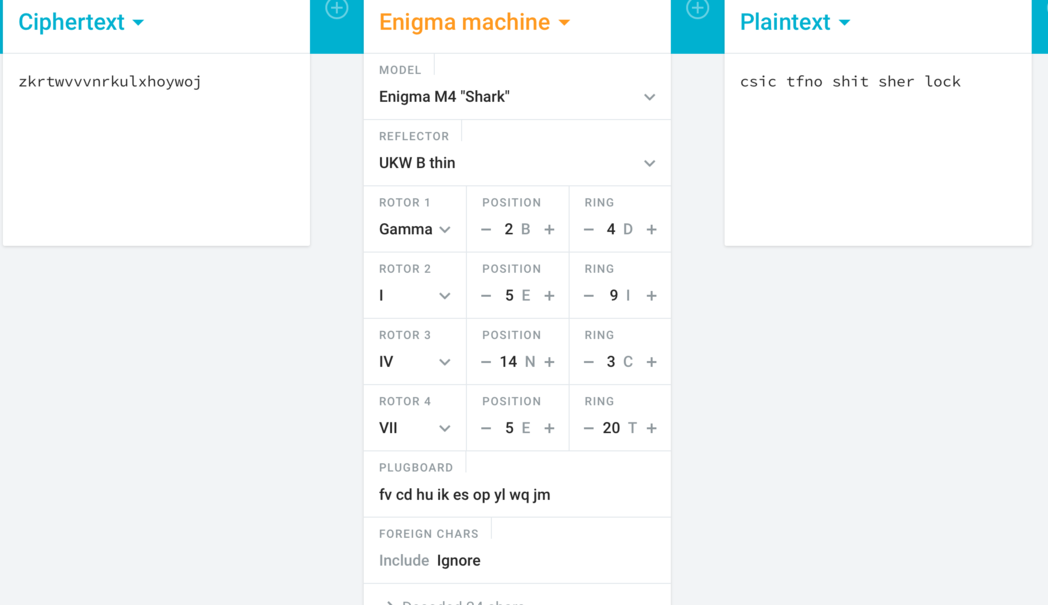 Ciphertext
Enigma machine
Plaintext
zkrtwvvvnrkulxhoywoj
MODEL
Enigma M4 "Shark"
REFLECTOR
UKW B thin
ROTOR 1 POSITION RING
Gamma − 2 B + − 4 D +
ROTOR 2 POSITION RING
I − 5 E + − 9 I +
ROTOR 3 POSITION RING
IV − 14 N + − 3 C +
ROTOR 4 POSITION RING
VII − 5 E + − 20 T +
PLUGBOARD
fv cd hu ik es op yl wq jm
FOREIGN CHARS
Include Ignore
csic tfno shit sher lock